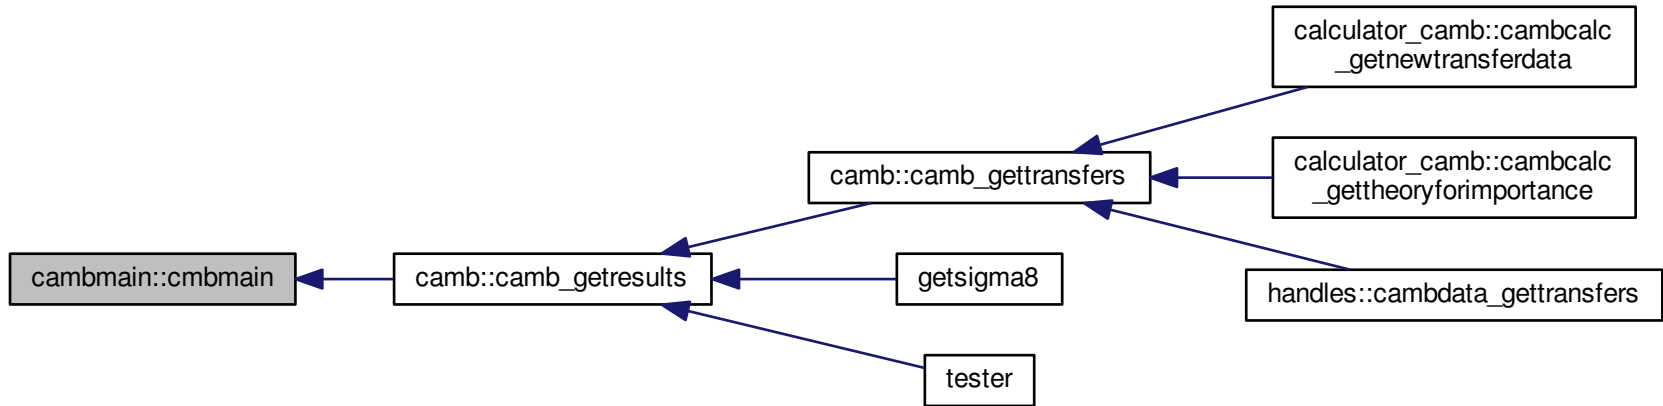 calculator_camb::cambcalc
_getnewtransferdata
calculator_camb::cambcalc
_gettheoryforimportance
camb::camb_gettransfers
handles::cambdata_gettransfers
cambmain::cmbmain
camb::camb_getresults
getsigma8
tester